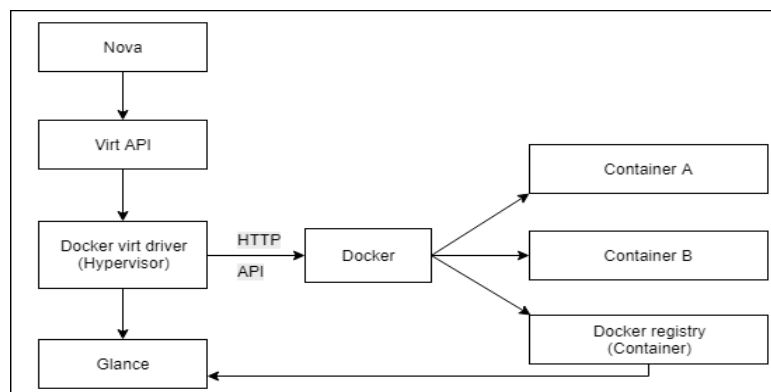 Nova
Virt API
Container A
Docker virt driver
(Hypervisor)
HTTP
API
Docker
Container B
Docker registry
(Container)
Glance